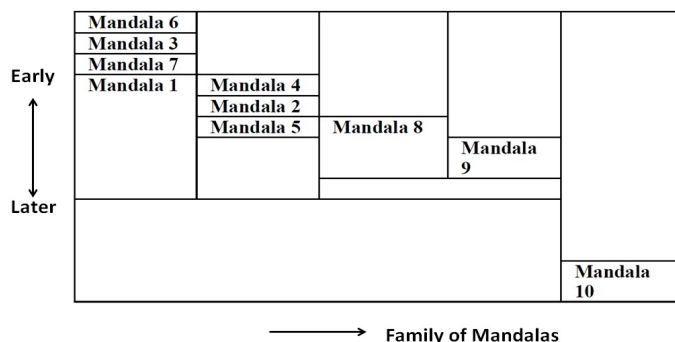 Mandala 6
Mandala 3
Mandala 7
Early
Mandala 1
Mandala 4
Mandala 2
Mandala 5
Mandala 8
Mandala
9
Later
Mandala
10
Family of Mandalas